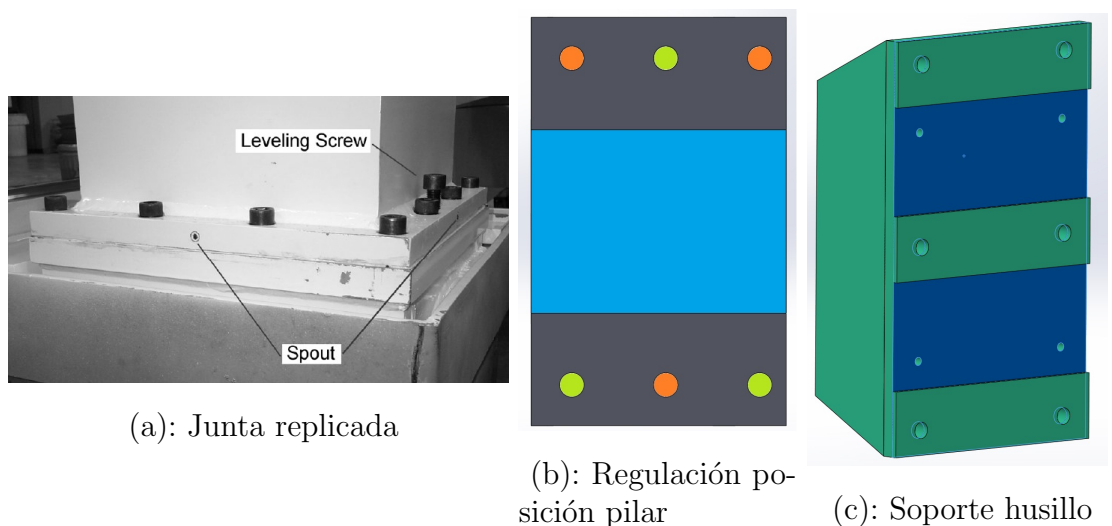 Leveling Screw
Spout
(a): Junta replicada
(b): Regulación po-
sición pilar
(c): Soporte husillo